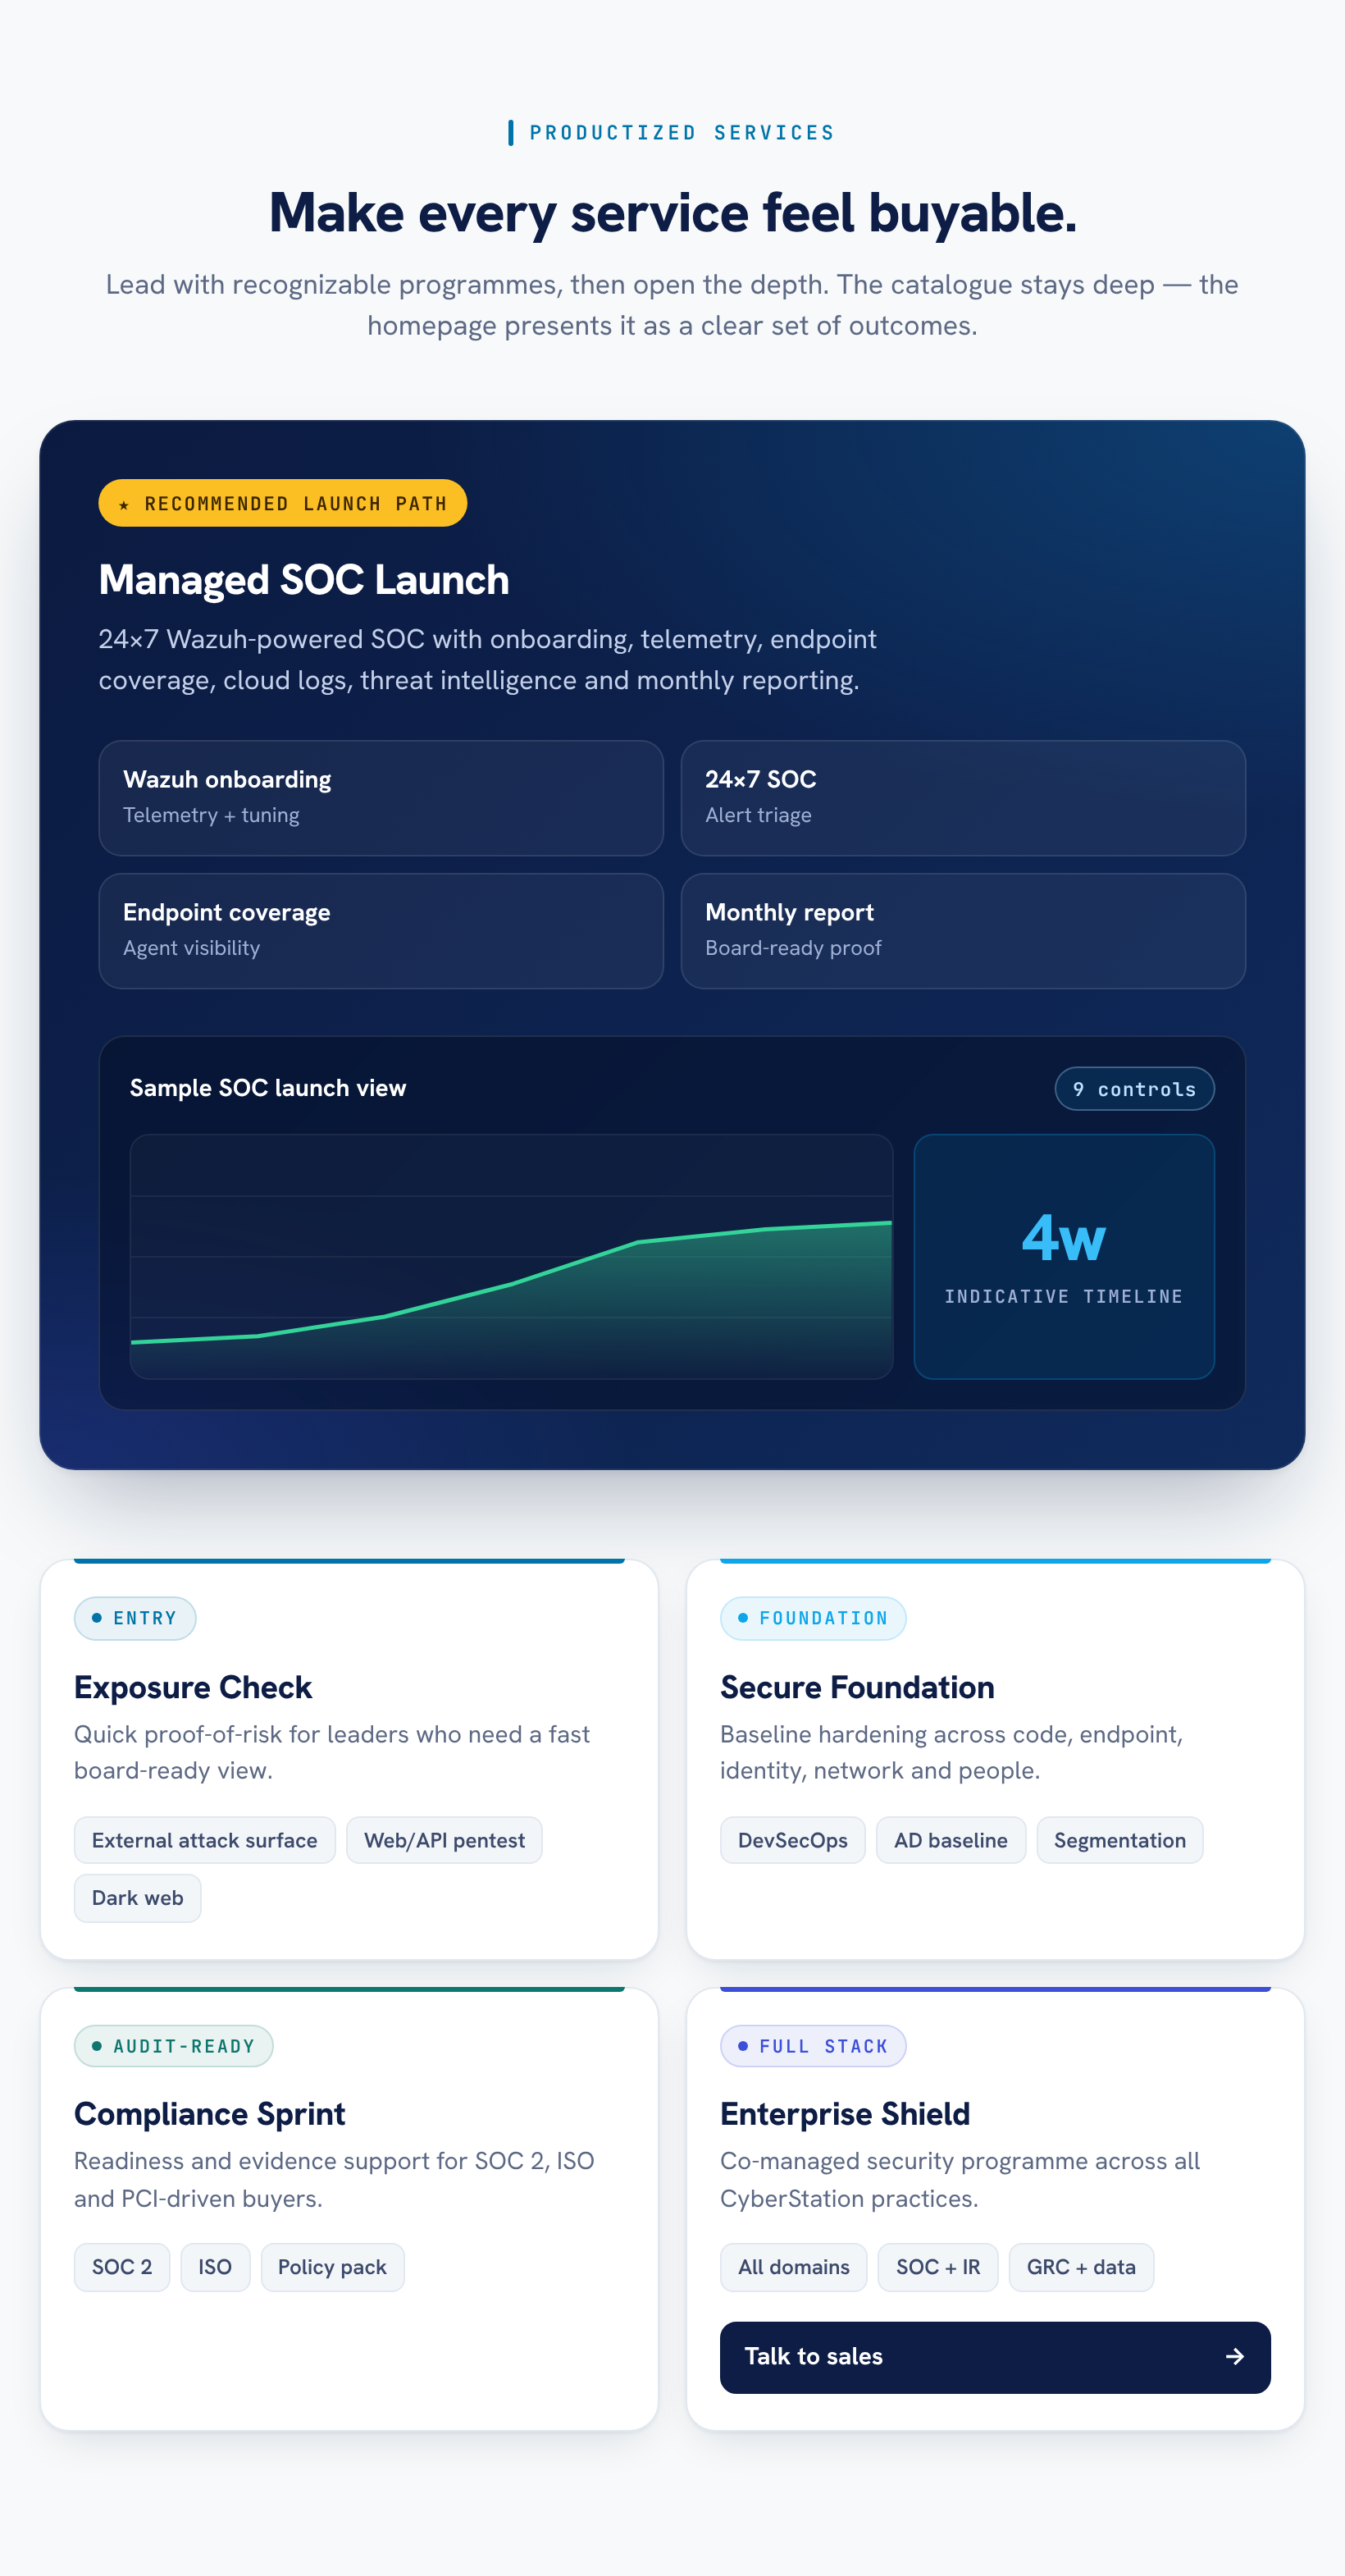 PRODUCTIZED SERVICES
Make every service feel buyable.
Lead with recognizable programmes, then open the depth. The catalogue stays deep — the
homepage presents it as a clear set of outcomes.
★ RECOMMENDED LAUNCH PATH
Managed SOC Launch
24×7 Wazuh-powered SOC with onboarding, telemetry, endpoint
coverage, cloud logs, threat intelligence and monthly reporting.
Wazuh onboarding
Telemetry + tuning
24×7 SOC
Alert triage
Endpoint coverage
Agent visibility
Monthly report
Board-ready proof
Sample SOC launch view
9 controls
4w
INDICATIVE TIMELINE
ENTRY
Exposure Check
Quick proof-of-risk for leaders who need a fast
board-ready view.
External attack surface
Web/API pentest
Dark web
FOUNDATION
Secure Foundation
Baseline hardening across code, endpoint,
identity, network and people.
DevSecOps
AD baseline
Segmentation
AUDIT-READY
Compliance Sprint
Readiness and evidence support for SOC 2, ISO
and PCI-driven buyers.
SOC 2
ISO
Policy pack
FULL STACK
Enterprise Shield
Co-managed security programme across all
CyberStation practices.
All domains
SOC + IR
GRC + data
Talk to sales →